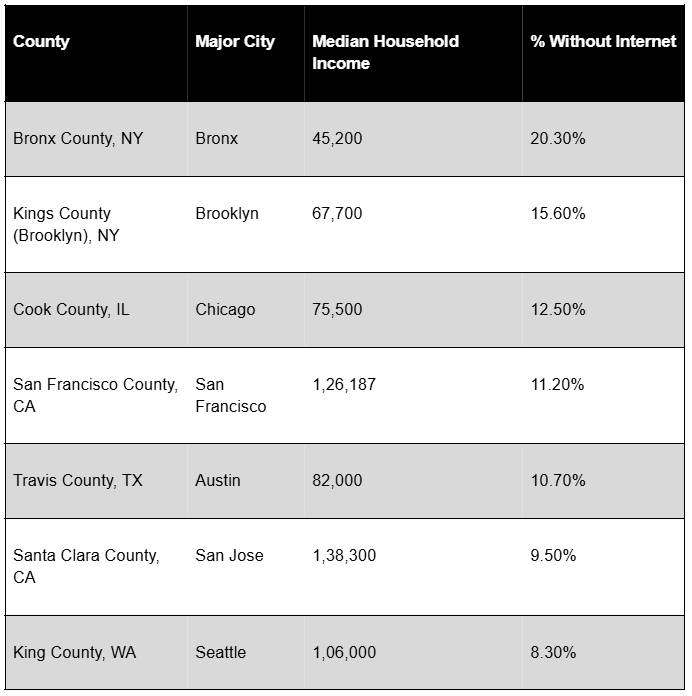 County Major City Median Household Income % Without Internet
Bronx County, NY Bronx 45,200 20.30%
Kings County (Brooklyn), NY Brooklyn 67,700 15.60%
Cook County, IL Chicago 75,500 12.50%
San Francisco County, CA San Francisco 1,26,187 11.20%
Travis County, TX Austin 82,000 10.70%
Santa Clara County, CA San Jose 1,38,300 9.50%
King County, WA Seattle 1,06,000 8.30%